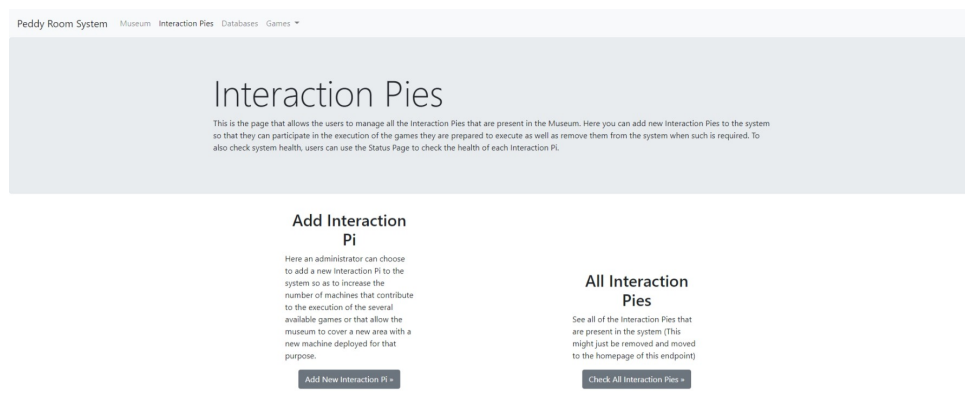 Peddy Room System Museum Interaction Pies Databases Games
Interaction Pies
This is the page that allows the users to manage all the Interaction Pies that are present in the Museum. Here you can add new Interaction Pies to the system
so that they can participate in the execution of the games they are prepared to execute as well as remove them from the system when such is required. To
also check system health, users can use the Status Page to check the health of each Interaction Pi.
Add Interaction
Pi
Here an administrator can choose
to add a new Interaction Pi to the
system so as to increase the
number of machines that contribute
to the execution of the several
available games or that allow the
museum to cover a new area with a
new machine deployed for that
purpose.
Add New Interaction Pi »
All Interaction
Pies
See all of the Interaction Pies that
are present in the system (This
might just be removed and moved
to the homepage of this endpoint)
Check All Interaction Pies »